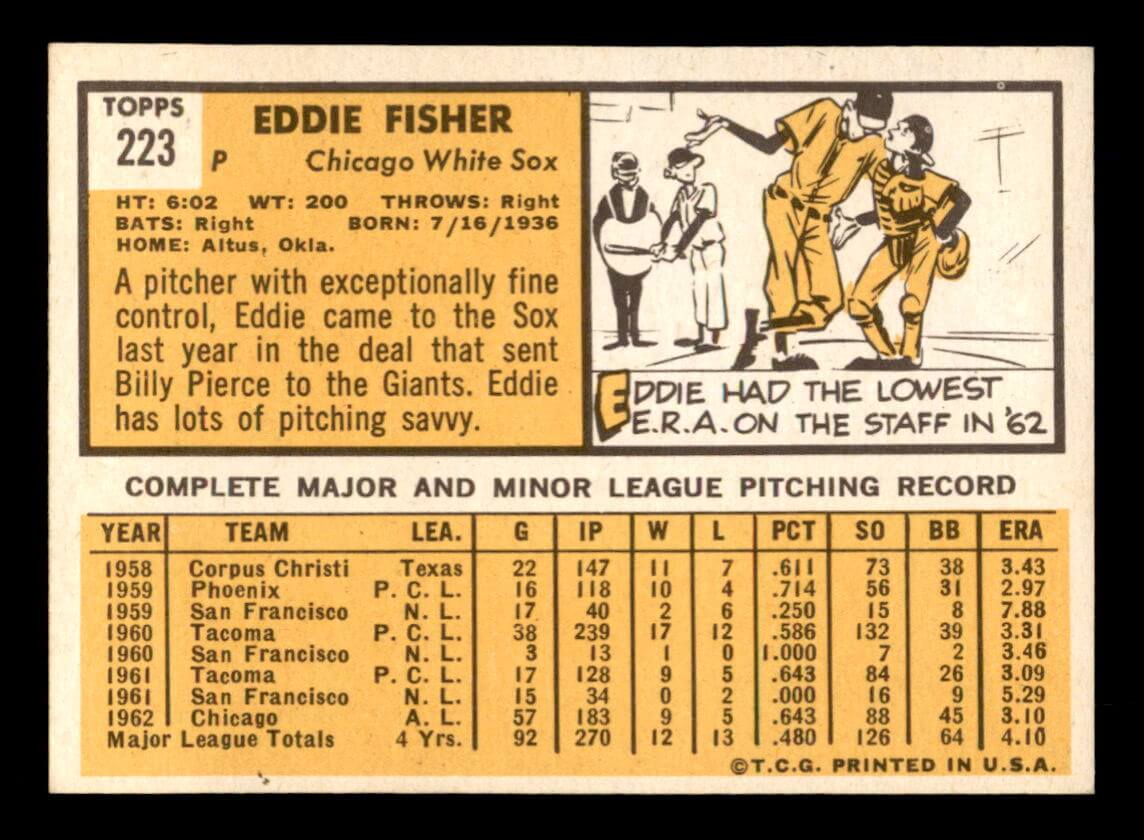 TOPPS
223
EDDIE FISHER
P Chicago White Sox
HT: 6:02 WT: 200 THROWS: Right
BATS: Right BORN: 7/16/1936
HOME: Altus, Okla.
A pitcher with exceptionally fine
control, Eddie came to the Sox
last year in the deal that sent
Billy Pierce to the Giants. Eddie
has lots of pitching savvy.
EDDIE HAD THE LOWEST
E.R.A. ON THE STAFF IN '62
COMPLETE MAJOR AND MINOR LEAGUE PITCHING RECORD
YEAR TEAM LEA. G IP W L PCT SO BB ERA
1958 Corpus Christi Texas 22 147 11 7 .611 73 38 3.43
1959 Phoenix P. C. L. 16 118 10 4 .714 56 31 2.97
1959 San Francisco N. L. 17 40 2 6 .250 15 8 7.88
1960 Tacoma P. C. L. 38 239 17 12 .586 132 39 3.31
1960 San Francisco N. L. 3 13 1 0 1.000 7 2 3.46
1961 Tacoma P. C. L. 17 128 9 5 .643 84 26 3.09
1961 San Francisco N. L. 15 34 0 2 .000 16 9 5.29
1962 Chicago A. L. 57 183 9 5 .643 88 45 3.10
Major League Totals 4 Yrs. 92 270 12 13 .480 126 64 4.10
©T.C.G. PRINTED IN U.S.A.